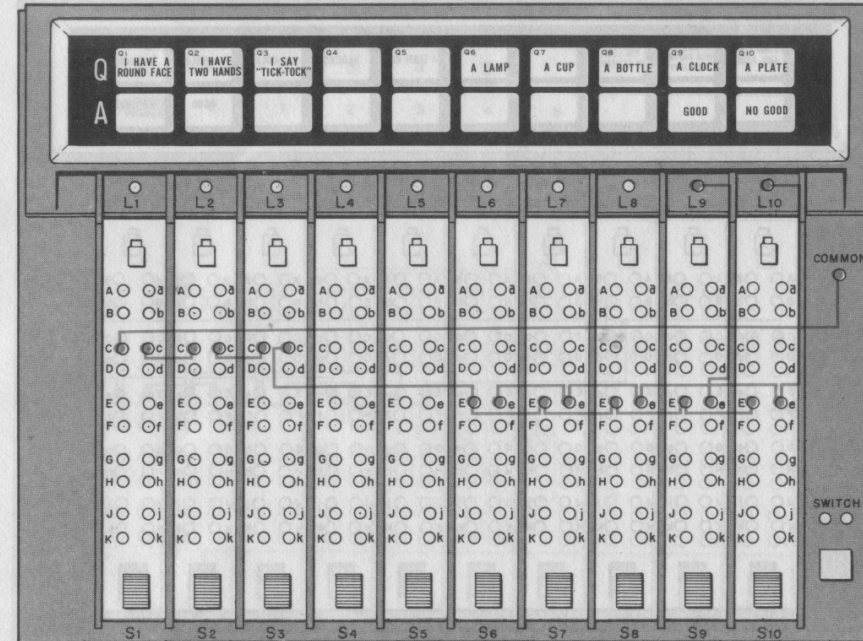 Q1 Q2 Q3 Q4 Q5 Q6 Q7 Q8 Q9 Q10
Q I HAVE A ROUND FACE I HAVE TWO HANDS I SAY "TICK-TOCK" A LAMP A CUP A BOTTLE A CLOCK A PLATE
A GOOD NO GOOD
L1 L2 L3 L4 L5 L6 L7 L8 L9 L10
COMMON
A a A a A a A a A a A a A a A a A a A a
B b B b B b B b B b B b B b B b B b B b
C c C c C c C c C c C c C c C c C c C c
D d D d D d D d D d D d D d D d D d D d
E e E e E e E e E e E e E e E e E e E e
F f F f F f F f F f F f F f F f F f F f
G g G g G g G g G g G g G g G g G g G g
H h H h H h H h H h H h H h H h H h H h
SWITCH
J j J j J j J j J j J j J j J j J j J j
K k K k K k K k K k K k K k K k K k K k
S1 S2 S3 S4 S5 S6 S7 S8 S9 S10